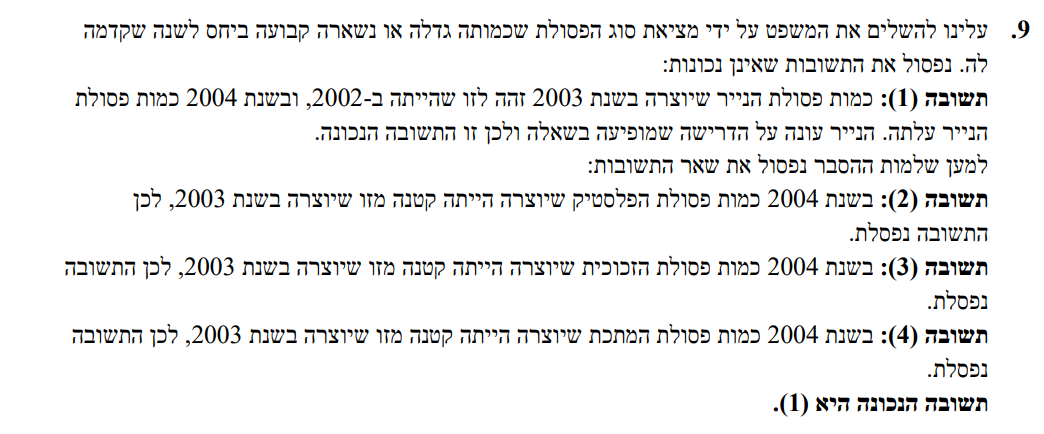 9. עלינו להשלים את המשפט על ידי מציאת סוג הפסולת שכמותה גדלה או נשארה קבועה ביחס לשנה שקדמה
לה. נפסול את התשובות שאינן נכונות:
תשובה (1): כמות פסולת הנייר שיוצרה בשנת 2003 זהה לזו שהייתה ב-2002, ובשנת 2004 כמות פסולת
הנייר עלתה. הנייר עונה על הדרישה שמופיעה בשאלה ולכן זו התשובה הנכונה.
למען שלמות ההסבר נפסול את שאר התשובות:
תשובה (2): בשנת 2004 כמות פסולת הפלסטיק שיוצרה הייתה קטנה מזו שיוצרה בשנת 2003, לכן
התשובה נפסלת.
תשובה (3): בשנת 2004 כמות פסולת הזכוכית שיוצרה הייתה קטנה מזו שיוצרה בשנת 2003, לכן התשובה
נפסלת.
תשובה (4): בשנת 2004 כמות פסולת המתכת שיוצרה הייתה קטנה מזו שיוצרה בשנת 2003, לכן התשובה
נפסלת.
תשובה הנכונה היא (1).